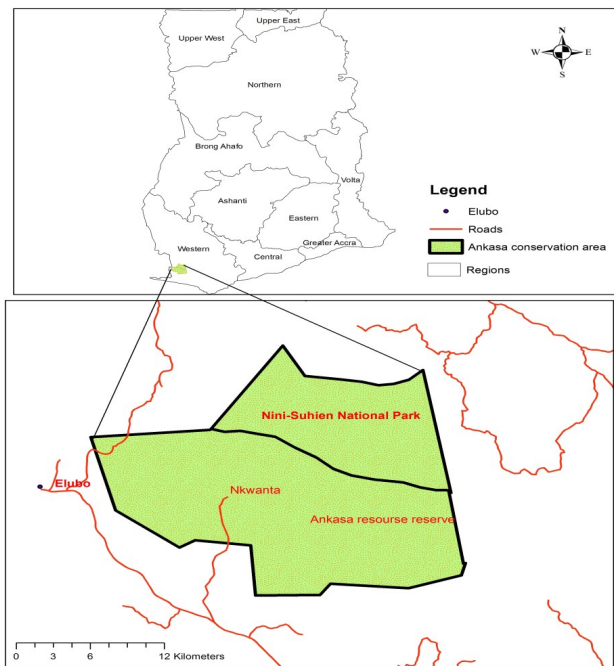 Upper East
Upper West
N
W E
S
Northern
Brong Ahafo
Volta
Ashanti
Eastern
Greater Accra
Western
Central
Legend
Elubo
Roads
Ankasa conservation area
Regions
Nini-Suhien National Park
Elubo
Nkwanta
Ankasa resourse reserve
0 3 6 12 Kilometers